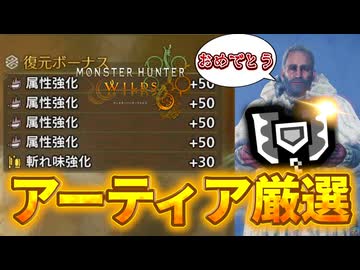 復元ボーナス
属性強化 +50
属性強化 +50
属性強化 +50
属性強化 +50
斬れ味強化 +30
MONSTER HUNTER
WILDS
おめでとう
アーティア厳選